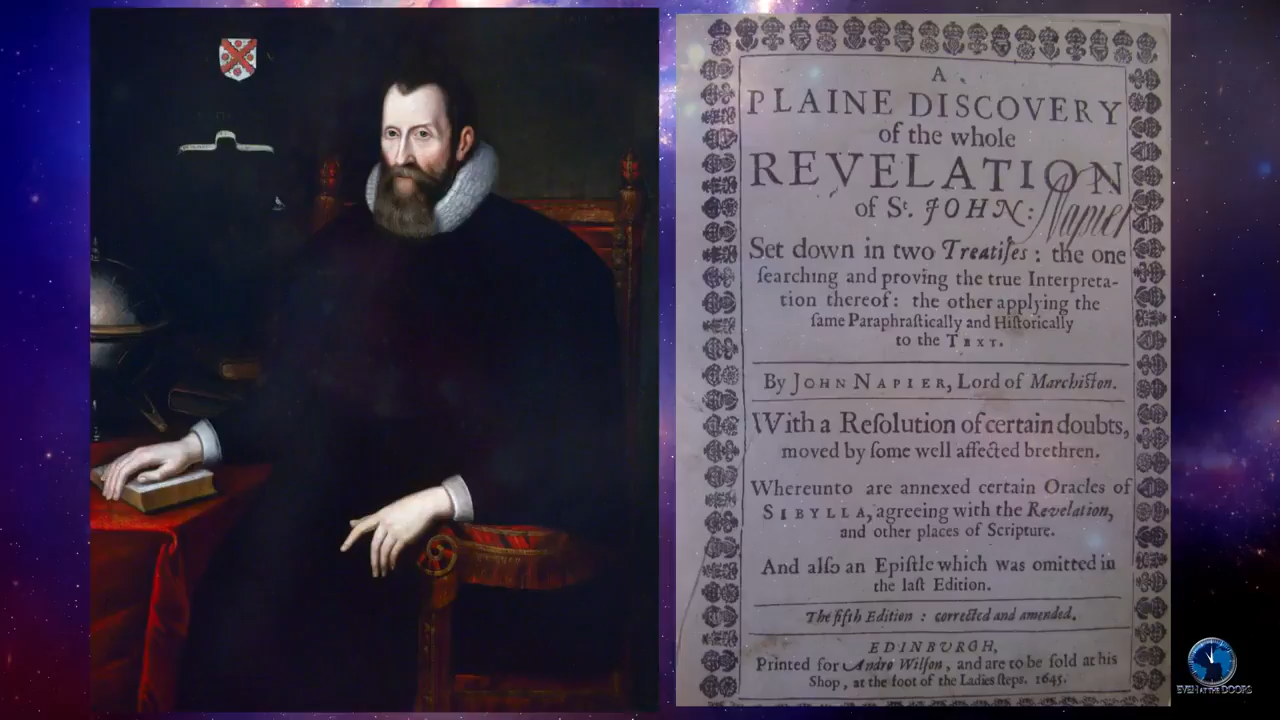 A
PLAINE DISCOVERY
of the whole
REVELATION
of St. JOHN:
Napier
Set down in two Treatiſes: the one
ſearching and proving the true Interpreta-
tion thereof: the other applying the
ſame Paraphraſtically and Hiſtorically
to the TEXT.
By JOHN NAPIER, Lord of Marchiſton.
With a Reſolution of certain doubts,
moved by ſome well affected brethren.
Whereunto are annexed certain Oracles of
SIBYLLA, agreeing with the Revelation,
and other places of Scripture.
And alſo an Epiſtle which was omitted in
the laſt Edition.
The fifth Edition: corrected and amended.
EDINBVRGH,
Printed for Andro Wilſon, and are to be ſold at his
Shop, at the foot of the Ladies ſteps. 1645.
EVEN AT THE DOORS